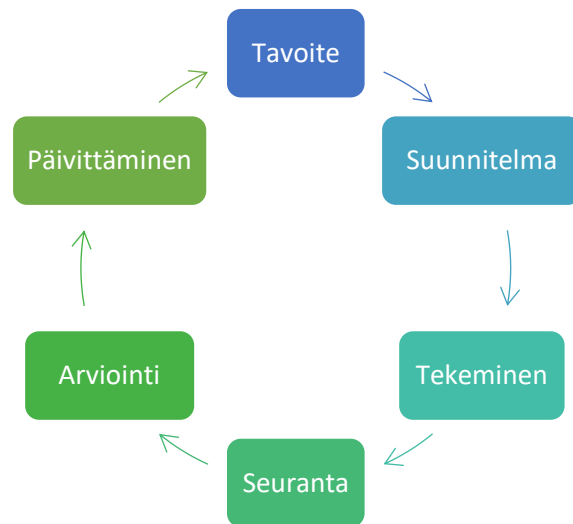 Tavoite
Suunnitelma
Tekeminen
Seuranta
Arviointi
Päivittäminen